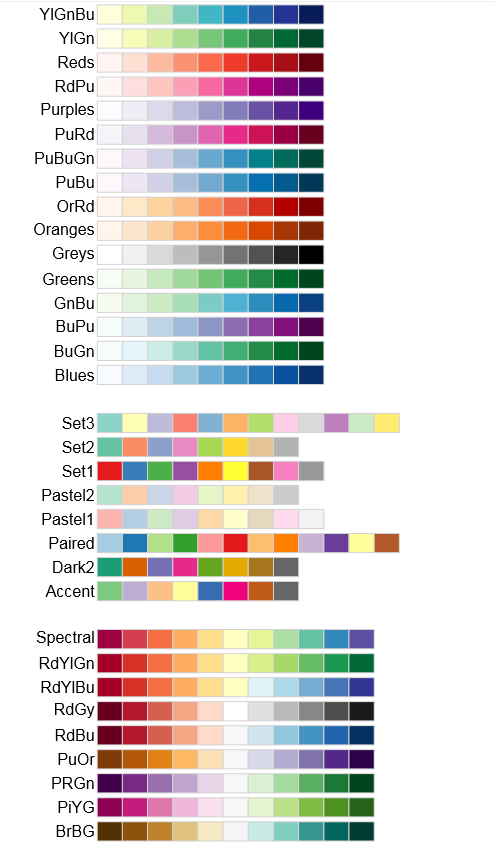 YlGnBu
YlGn
Reds
RdPu
Purples
PuRd
PuBuGn
PuBu
OrRd
Oranges
Greys
Greens
GnBu
BuPu
BuGn
Blues
Set3
Set2
Set1
Pastel2
Pastel1
Paired
Dark2
Accent
Spectral
RdYlGn
RdYlBu
RdGy
RdBu
PuOr
PRGn
PiYG
BrBG